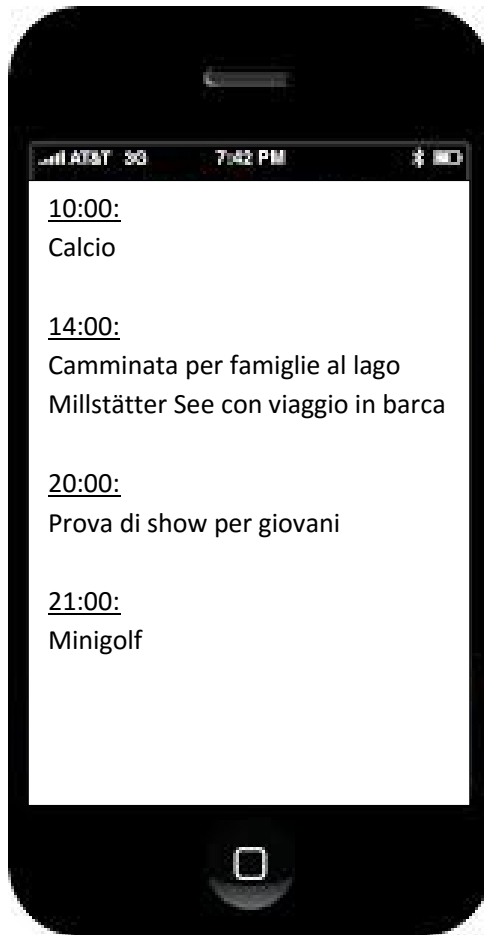 AT&T 3G 7:42 PM
10:00:
Calcio
14:00:
Camminata per famiglie al lago
Millstätter See con viaggio in barca
20:00:
Prova di show per giovani
21:00:
Minigolf